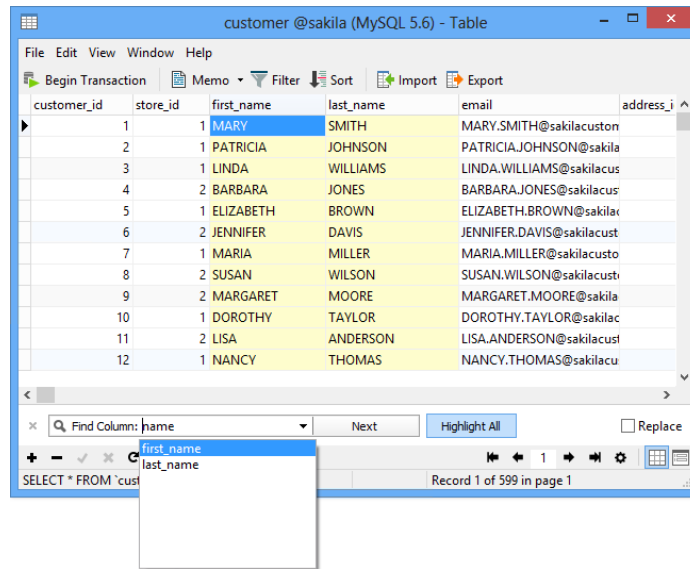 customer @sakila (MySQL 5.6) - Table
File Edit View Window Help
Begin Transaction Memo Filter Sort Import Export
customer_id store_id first_name last_name email address_i
1 1 MARY SMITH MARY.SMITH@sakilacustom
2 1 PATRICIA JOHNSON PATRICIA.JOHNSON@sakila
3 1 LINDA WILLIAMS LINDA.WILLIAMS@sakilacus
4 2 BARBARA JONES BARBARA.JONES@sakilacus
5 1 ELIZABETH BROWN ELIZABETH.BROWN@sakilac
6 2 JENNIFER DAVIS JENNIFER.DAVIS@sakilacust
7 1 MARIA MILLER MARIA.MILLER@sakilacusto
8 2 SUSAN WILSON SUSAN.WILSON@sakilacust
9 2 MARGARET MOORE MARGARET.MOORE@sakila
10 1 DOROTHY TAYLOR DOROTHY.TAYLOR@sakilac
11 2 LISA ANDERSON LISA.ANDERSON@sakilacust
12 1 NANCY THOMAS NANCY.THOMAS@sakilacu
Find Column: name Next Highlight All Replace
first_name
last_name
1
SELECT * FROM `cust Record 1 of 599 in page 1